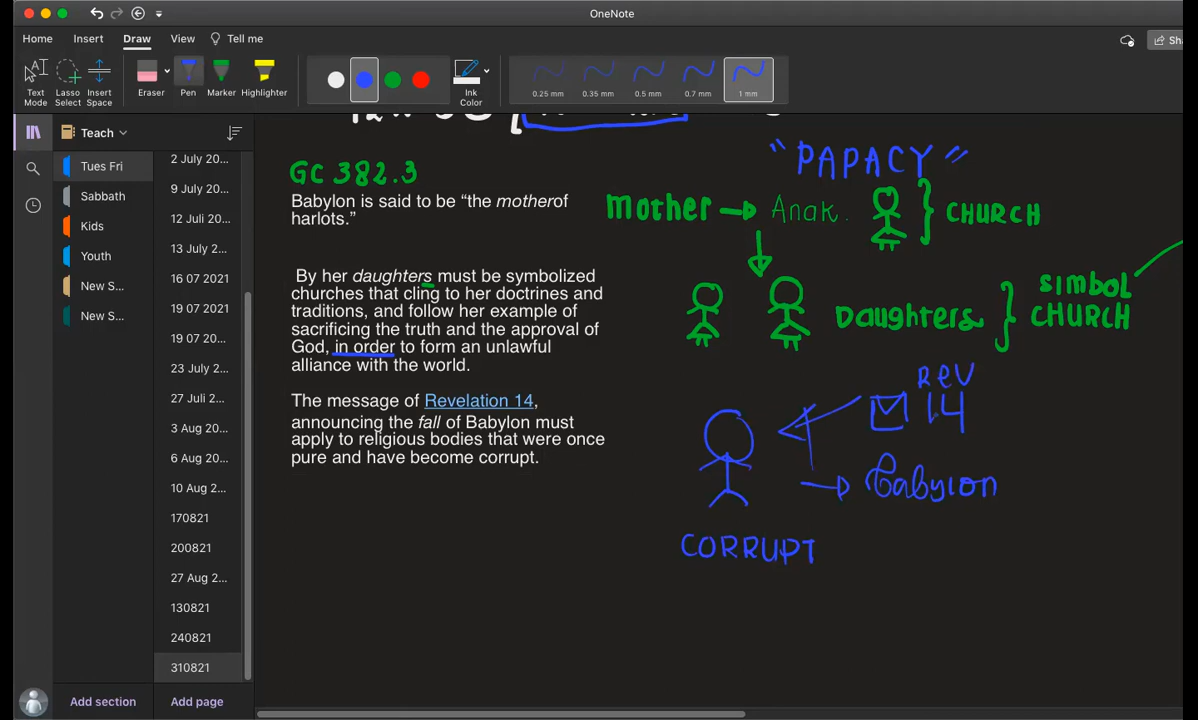 OneNote
Home Insert Draw View Tell me
Sha
Text Mode
Lasso Select
Insert Space
Eraser
Pen
Marker
Highlighter
Ink Color
0.25 mm
0.35 mm
0.5 mm
0.7 mm
1 mm
Teach
Tues Fri
Sabbath
Kids
Youth
New S...
New S...
2 July 20...
9 July 20...
12 Juli 20...
13 July 2...
16 07 2021
19 07 2021
19 07 20...
23 July 2...
27 Juli 2...
3 Aug 20...
6 Aug 20...
10 Aug 2...
170821
200821
27 Aug 2...
130821
240821
310821
Add section
Add page
GC 382.3
Babylon is said to be “the motherof
harlots.”
By her daughters must be symbolized
churches that cling to her doctrines and
traditions, and follow her example of
sacrificing the truth and the approval of
God, in order to form an unlawful
alliance with the world.
The message of Revelation 14,
announcing the fall of Babylon must
apply to religious bodies that were once
pure and have become corrupt.
"PAPACY"
mother Anak. CHURCH
Daughters
Simbol
CHURCH
Rev
14
Babylon
CORRUPT